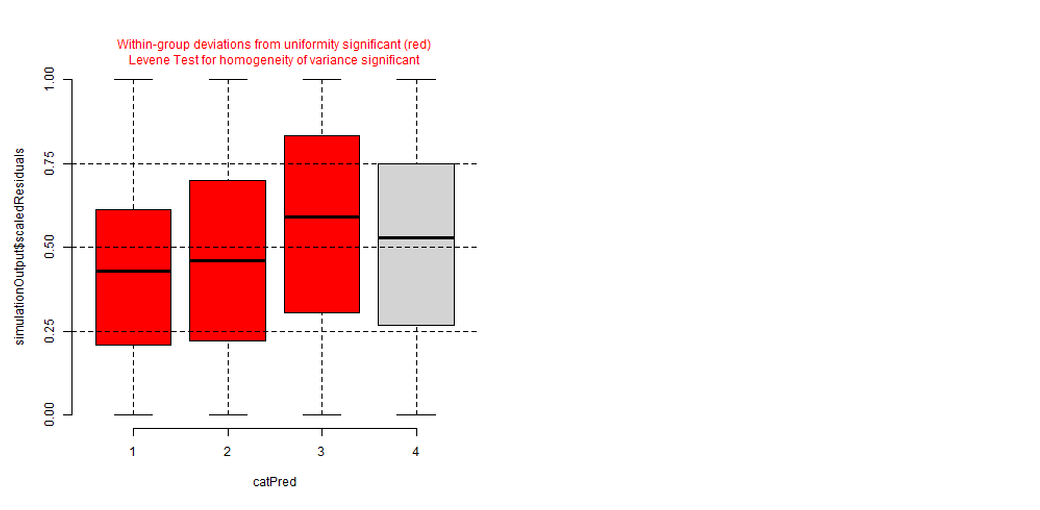 Within-group deviations from uniformity significant (red)
Levene Test for homogeneity of variance significant
1.00
0.75
0.50
0.25
0.00
simulationOutput$scaledResiduals
1 2 3 4
catPred